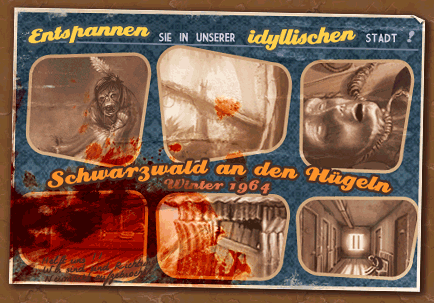 Entspannen SIE IN UNSERER idyllischen STADT !
Schwarzwald an den Hügeln
Winter 1964